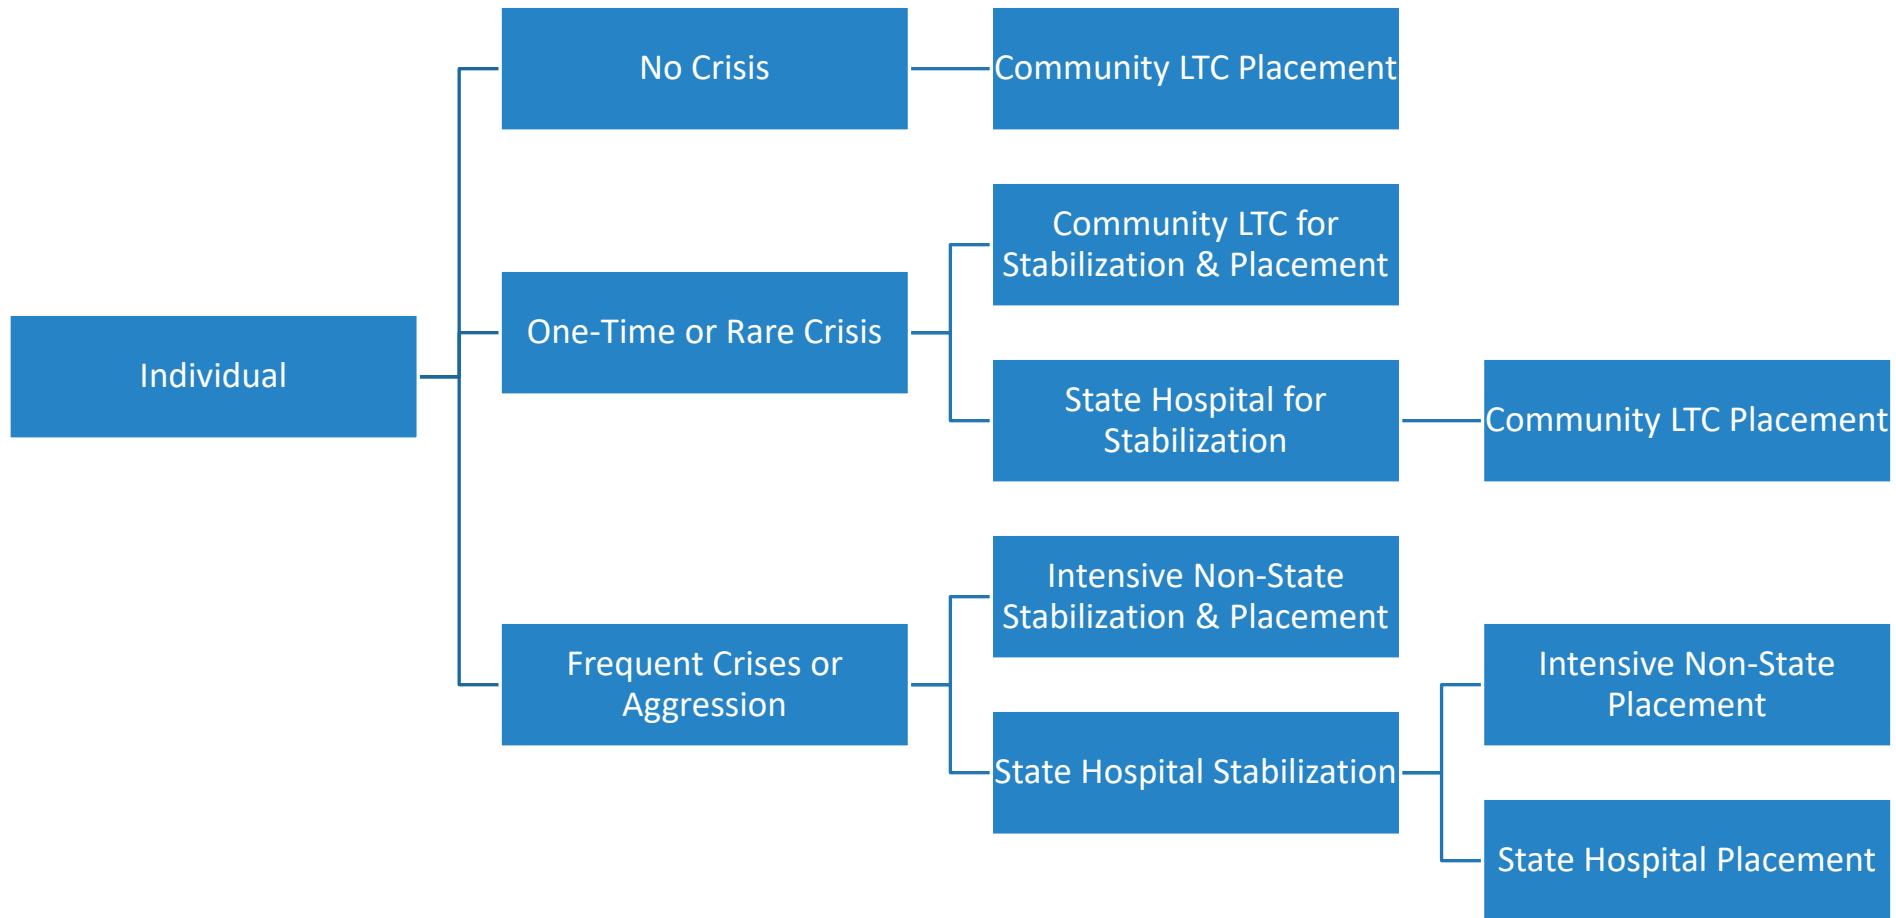 No Crisis
Community LTC Placement
Community LTC for
Stabilization & Placement
One-Time or Rare Crisis
Individual
State Hospital for
Stabilization
Community LTC Placement
Intensive Non-State
Stabilization & Placement
Frequent Crises or
Aggression
Intensive Non-State
Placement
State Hospital Stabilization
State Hospital Placement